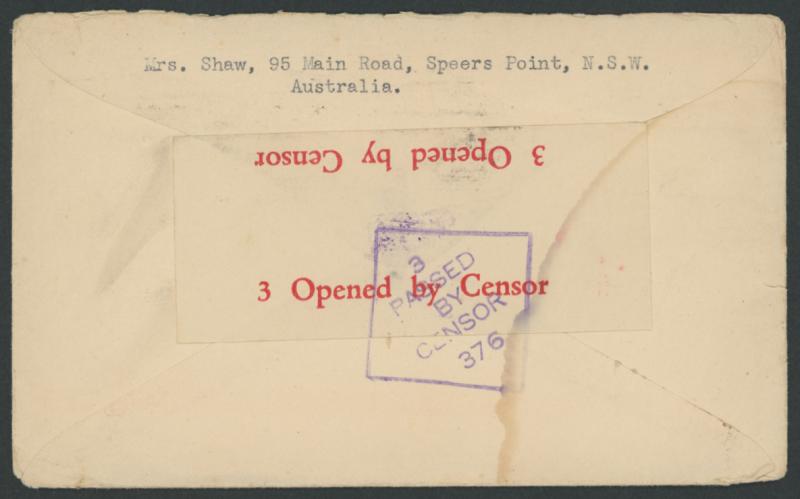 Mrs. Shaw, 95 Main Road, Speers Point, N.S.W.
Australia.
3 Opened by Censor
3 Opened by Censor
3
PASSED
BY
CENSOR
376